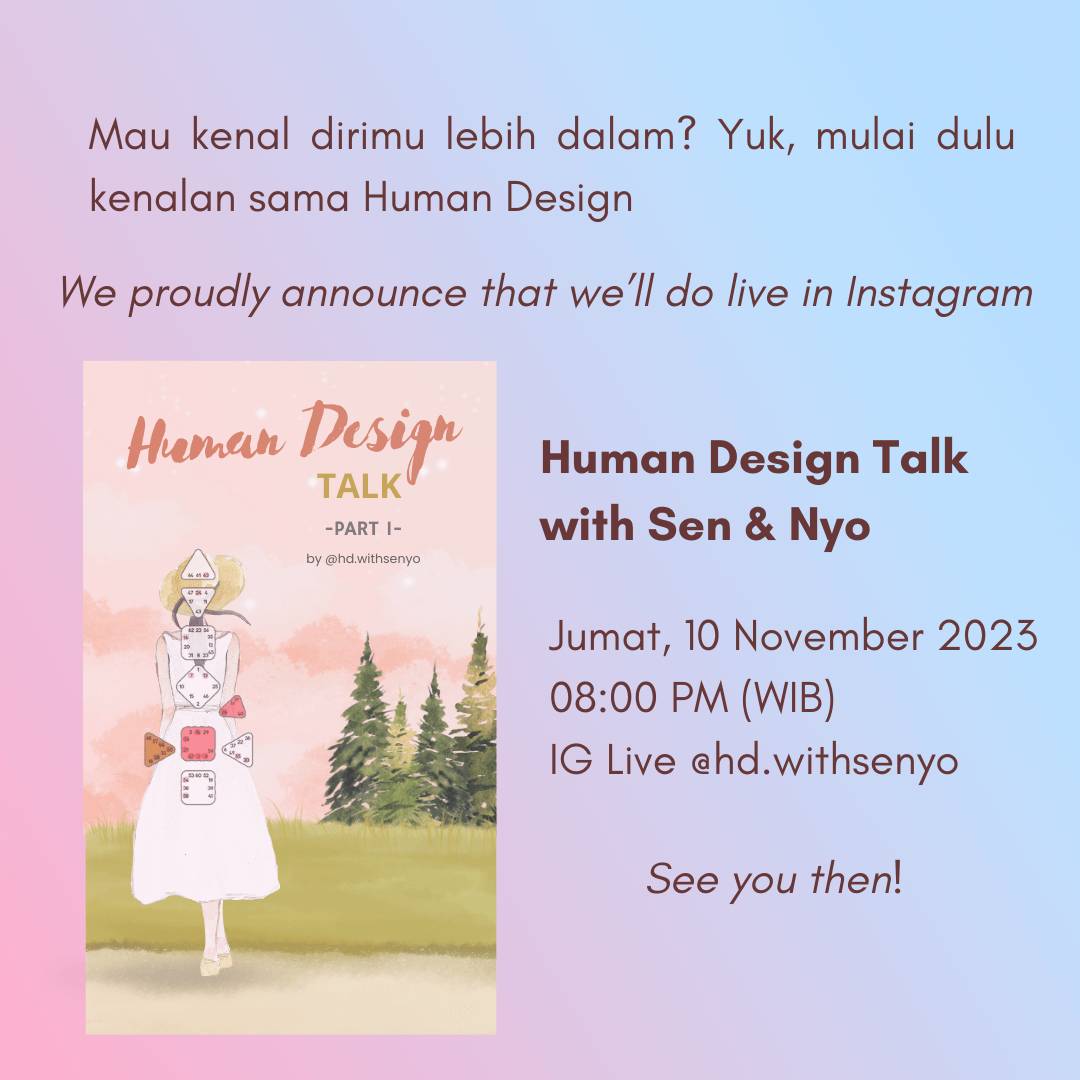 Mau kenal dirimu lebih dalam? Yuk, mulai dulu
kenalan sama Human Design
We proudly announce that we’ll do live in Instagram
Human Design
TALK
-PART I-
by @hd.withsenyo
Human Design Talk
with Sen & Nyo
Jumat, 10 November 2023
08:00 PM (WIB)
IG Live @hd.withsenyo
See you then!